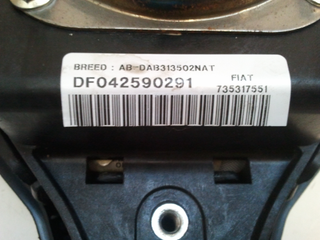 BREED : AB-DAB313502NAT
DF042590291 FIAT
735317551